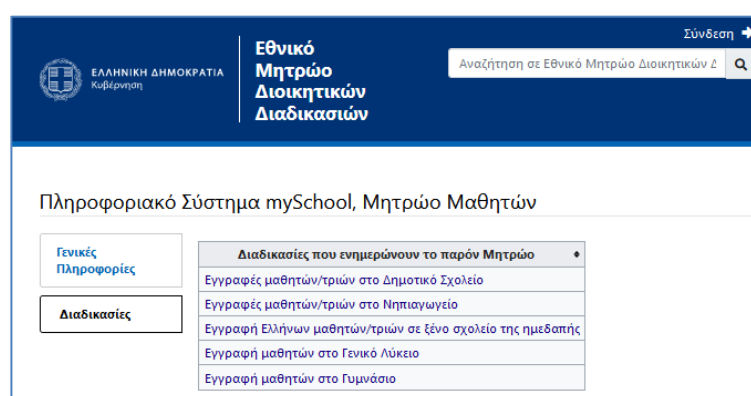 Σύνδεση
ΕΛΛΗΝΙΚΗ ΔΗΜΟΚΡΑΤΙΑ
Κυβέρνηση
Εθνικό
Μητρώο
Διοικητικών
Διαδικασιών
Αναζήτηση σε Εθνικό Μητρώο Διοικητικών Δ
Πληροφοριακό Σύστημα mySchool, Μητρώο Μαθητών
Γενικές
Πληροφορίες
Διαδικασίες
Διαδικασίες που ενημερώνουν το παρόν Μητρώο
Εγγραφές μαθητών/τριών στο Δημοτικό Σχολείο
Εγγραφές μαθητών/τριών στο Νηπιαγωγείο
Εγγραφή Ελλήνων μαθητών/τριών σε ξένο σχολείο της ημεδαπής
Εγγραφή μαθητών στο Γενικό Λύκειο
Εγγραφή μαθητών στο Γυμνάσιο